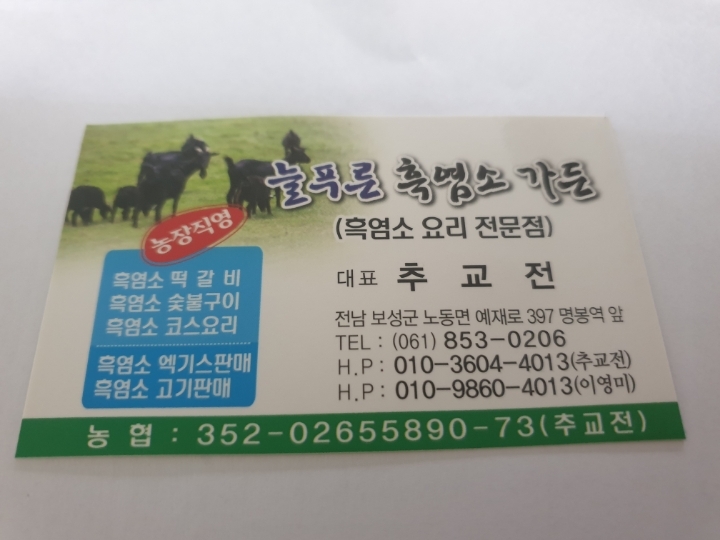 늘푸른 흑염소 가든
(흑염소 요리 전문점)
농장직영
흑염소 떡 갈 비
흑염소 숯불구이
흑염소 코스요리
흑염소 엑기스판매
흑염소 고기판매
대표 추 교 전
전남 보성군 노동면 예재로 397 명봉역 앞
TEL : (061) 853-0206
H.P : 010-3604-4013(추교전)
H.P : 010-9860-4013(이영미)
농 협 : 352-02655890-73(추교전)